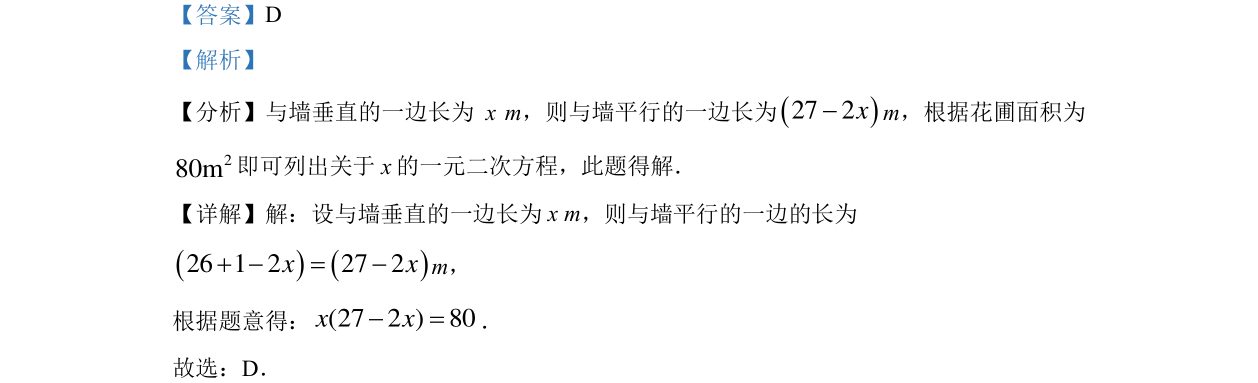 【答案】D
【解析】
【分析】与墙垂直的一边长为 x m，则与墙平行的一边长为(27−2x)m，根据花圃面积为
80m²即可列出关于 x 的一元二次方程，此题得解．
【详解】解：设与墙垂直的一边长为 x m，则与墙平行的一边的长为
(26+1−2x)=(27−2x)m，
根据题意得：x(27−2x)=80．
故选：D．